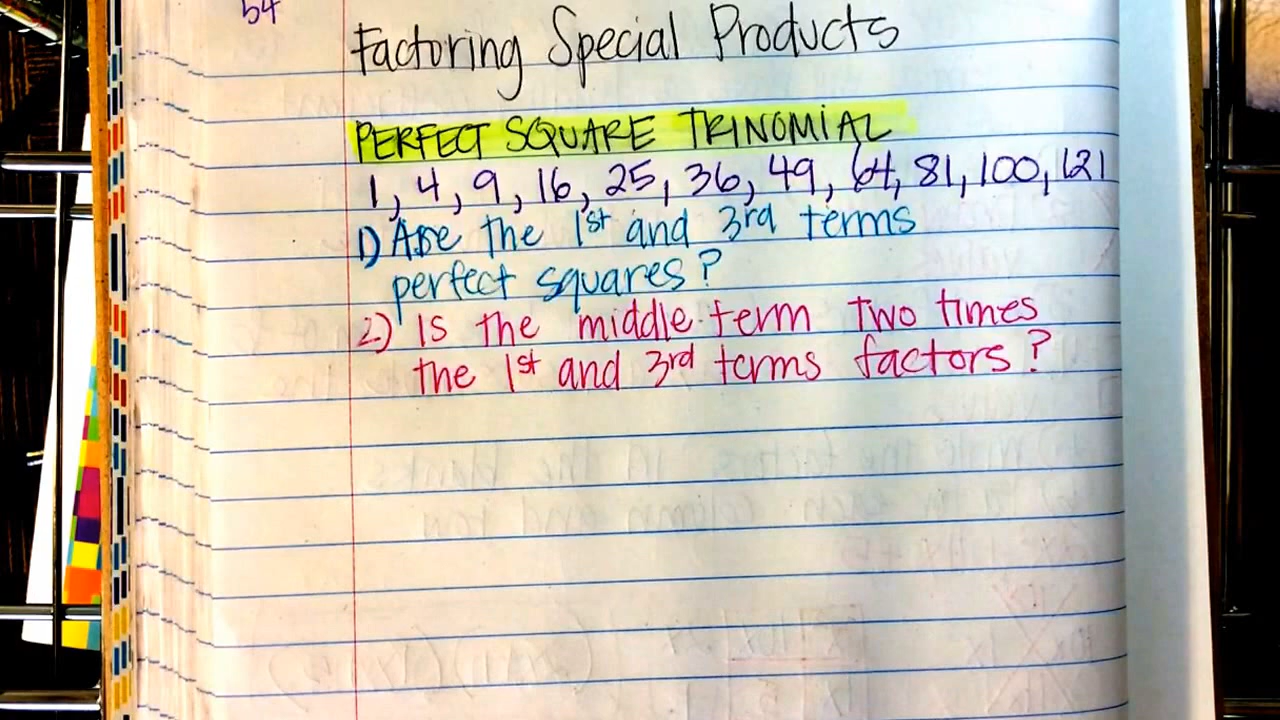 54
Factoring Special Products
PERFECT SQUARE TRINOMIAL
1, 4, 9, 16, 25, 36, 49, 64, 81, 100, 121
1) Are the 1st and 3rd terms
perfect squares?
2) Is the middle term two times
the 1st and 3rd terms factors?